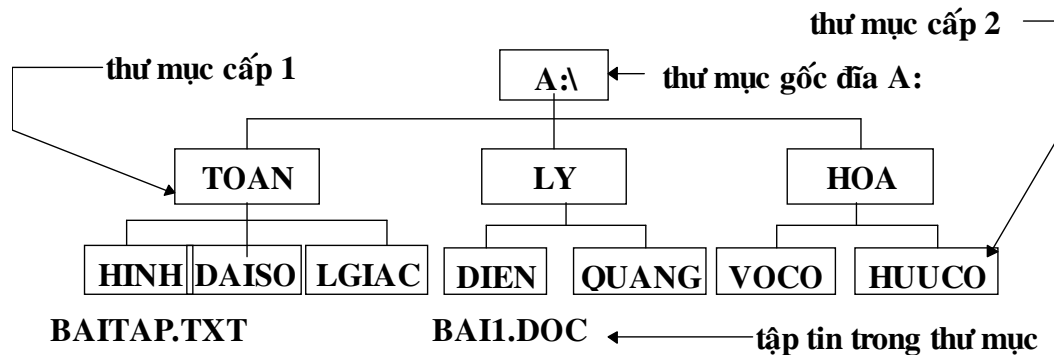 thư mục cấp 2
thư mục cấp 1
A:\
thư mục gốc đĩa A:
TOAN
LY
HOA
HINH
DAISO
LGIAC
DIEN
QUANG
VOCO
HUUCO
BAITAP.TXT
BAI1.DOC
tập tin trong thư mục